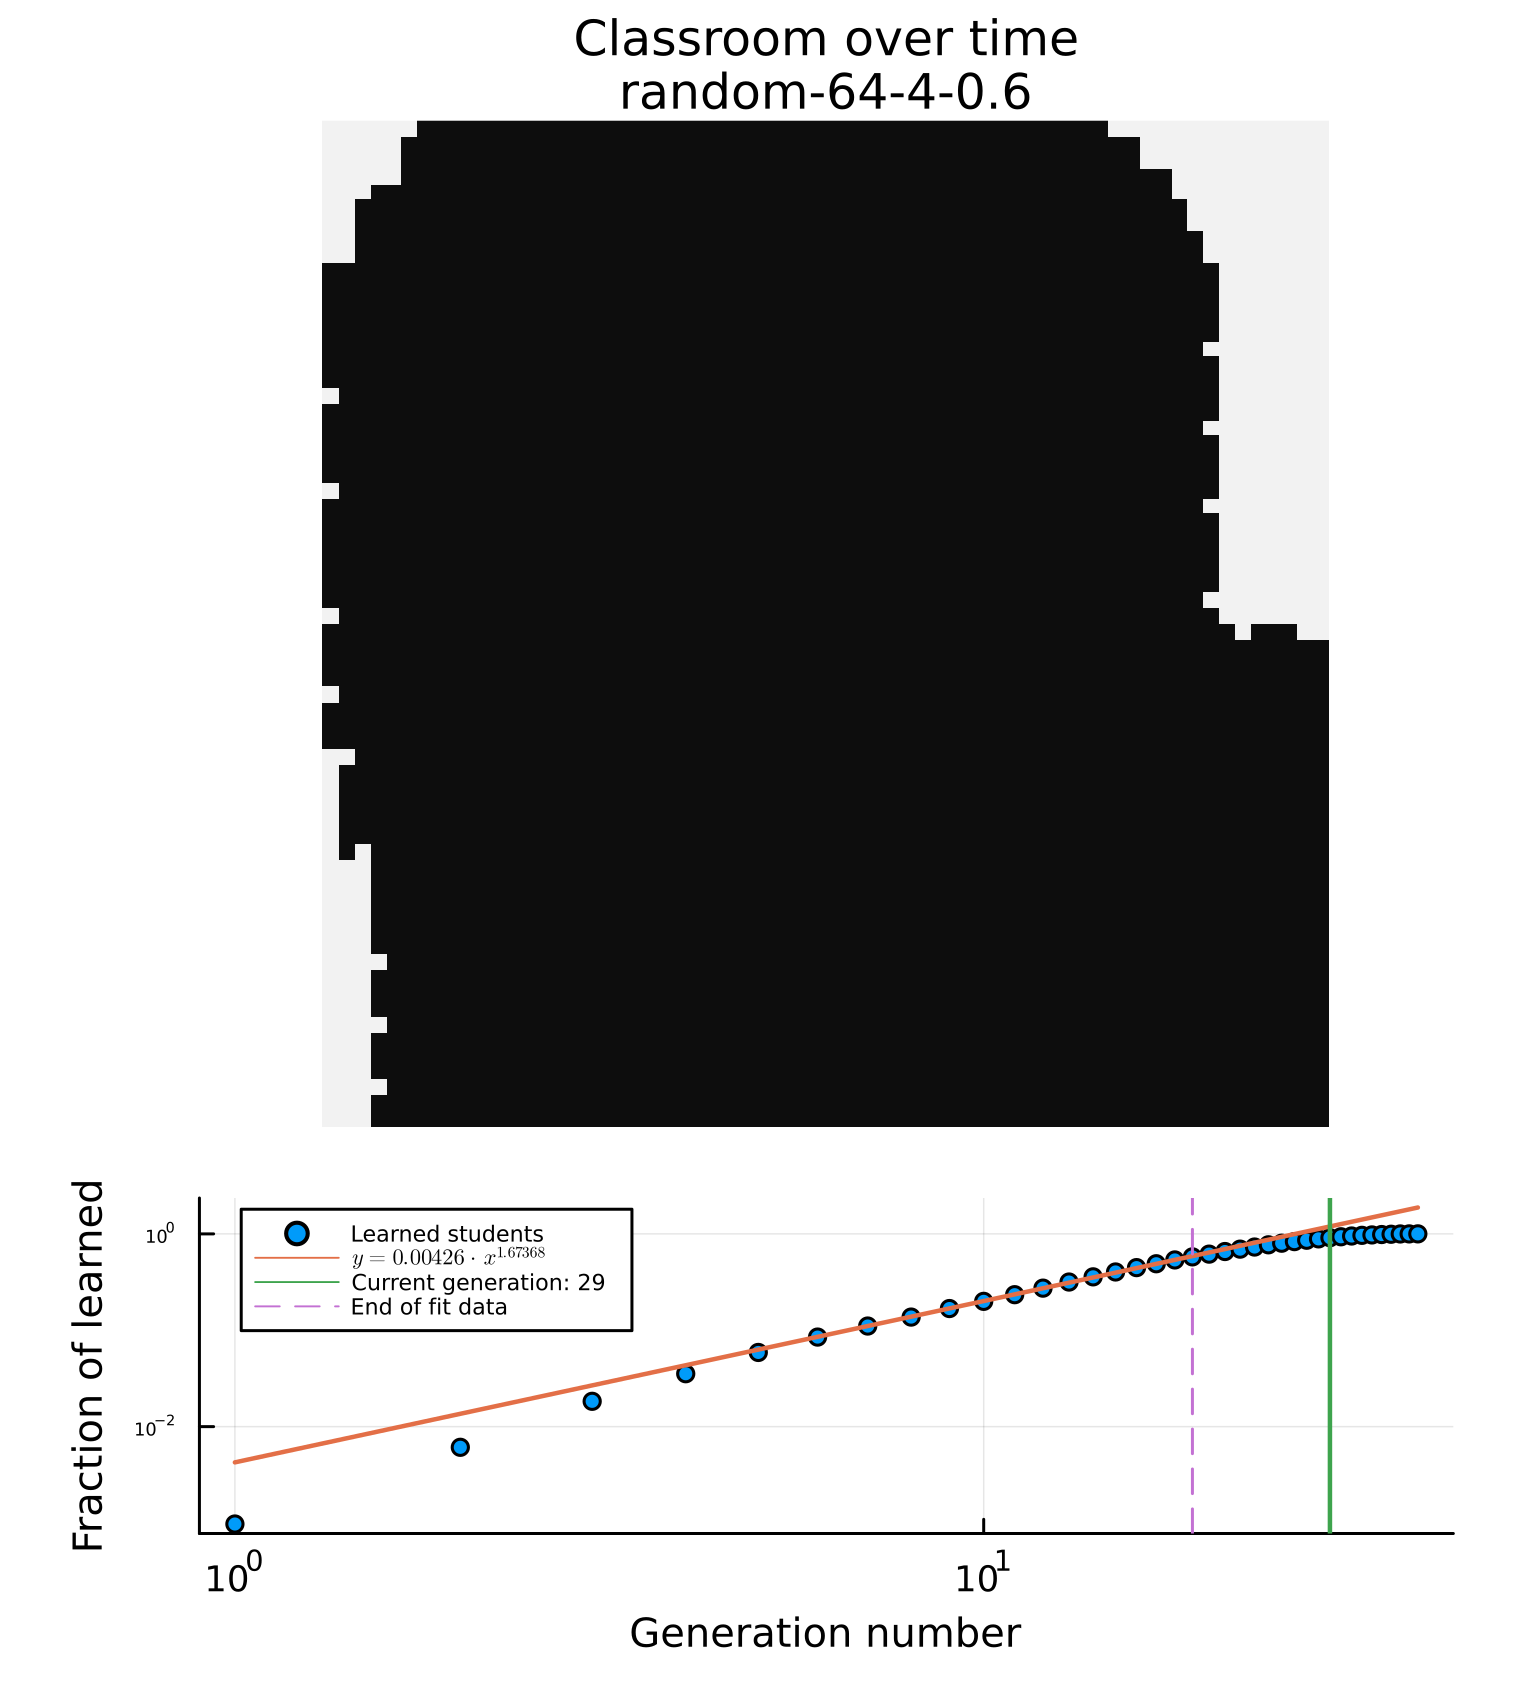 Classroom over time
random-64-4-0.6
Fraction of learned
10⁰
10⁻²
Learned students
y = 0.00426 · x^1.67368
Current generation: 29
End of fit data
10⁰
10¹
Generation number